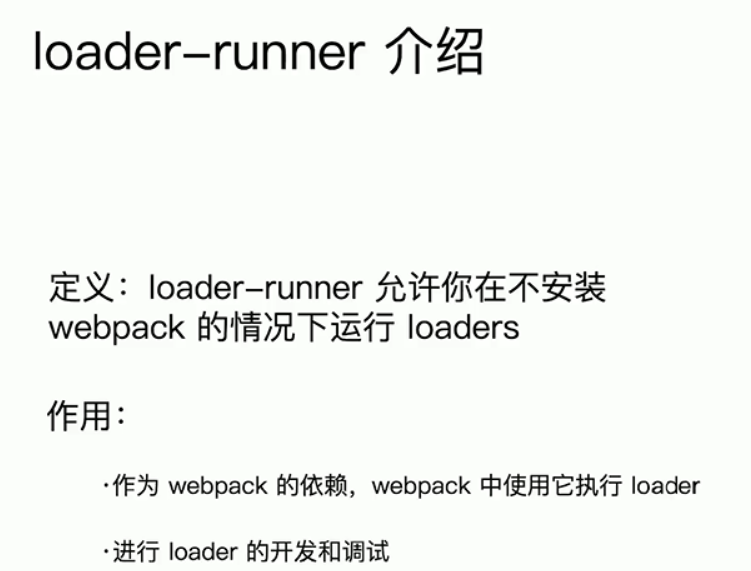 loader-runner 介绍
定义：loader-runner 允许你在不安装
webpack 的情况下运行 loaders
作用：
·作为 webpack 的依赖，webpack 中使用它执行 loader
·进行 loader 的开发和调试